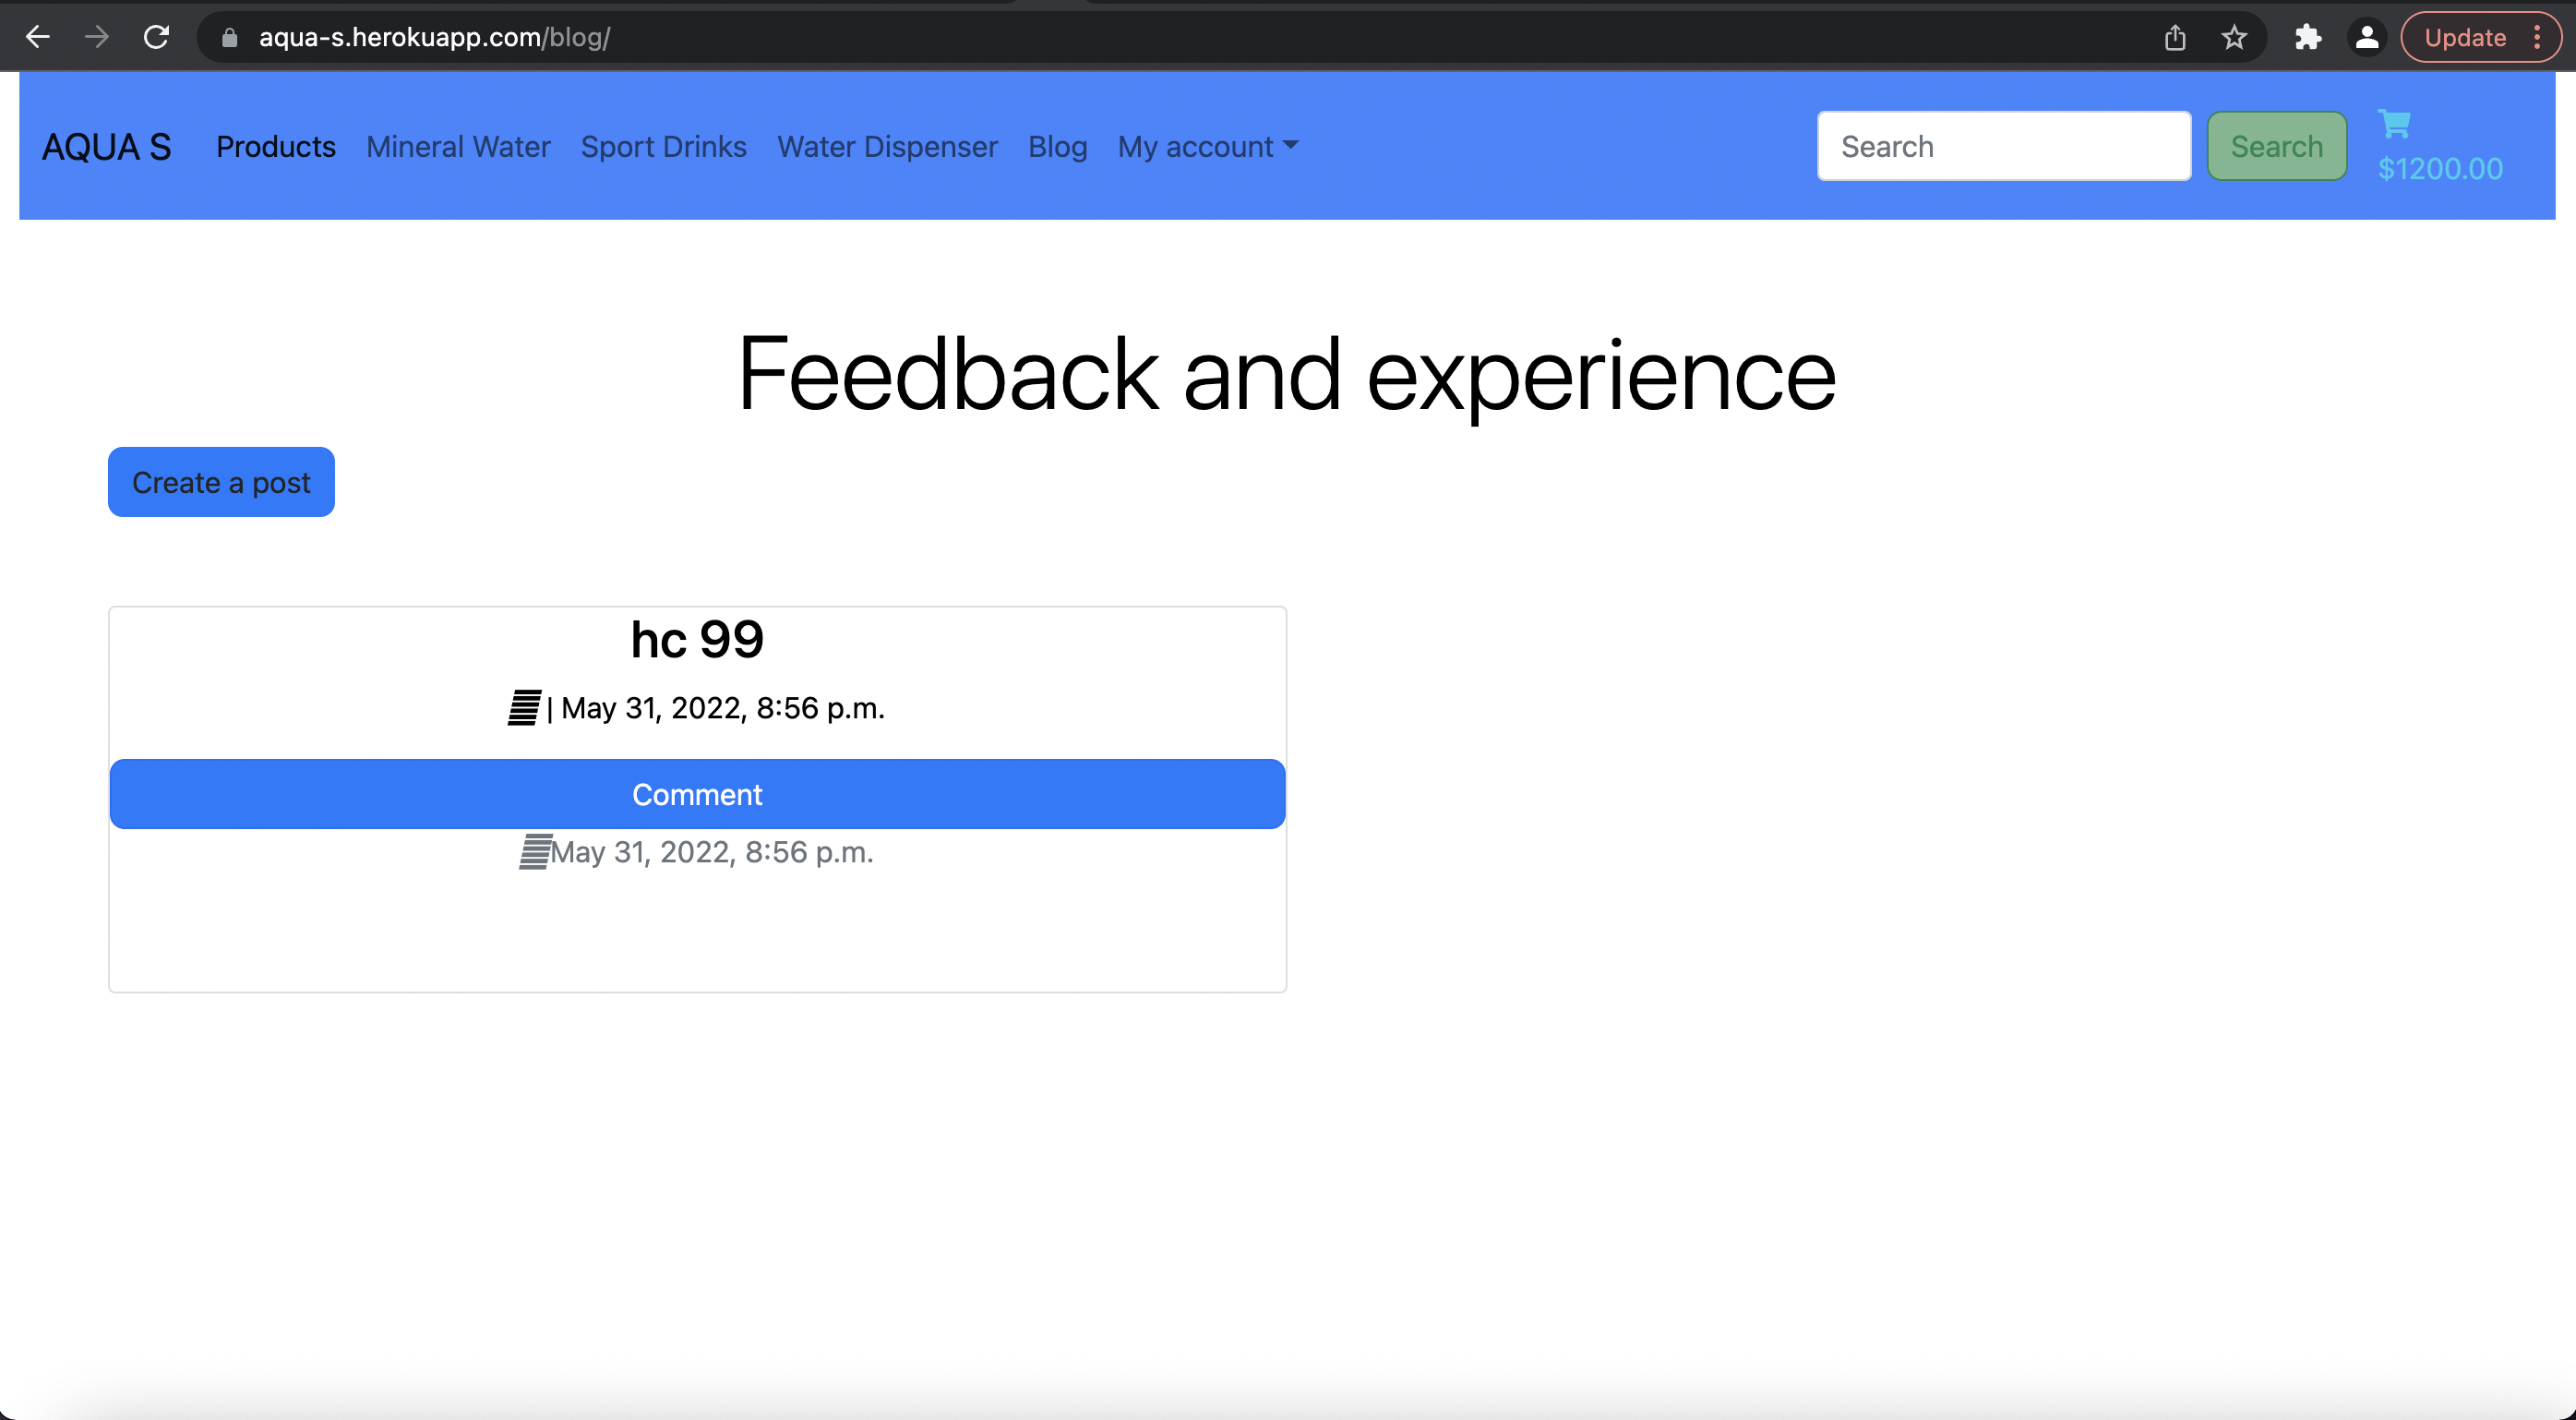 aqua-s.herokuapp.com/blog/
Update
AQUA S Products Mineral Water Sport Drinks Water Dispenser Blog My account Search Search $1200.00
Feedback and experience
Create a post
hc 99
| May 31, 2022, 8:56 p.m.
Comment
May 31, 2022, 8:56 p.m.